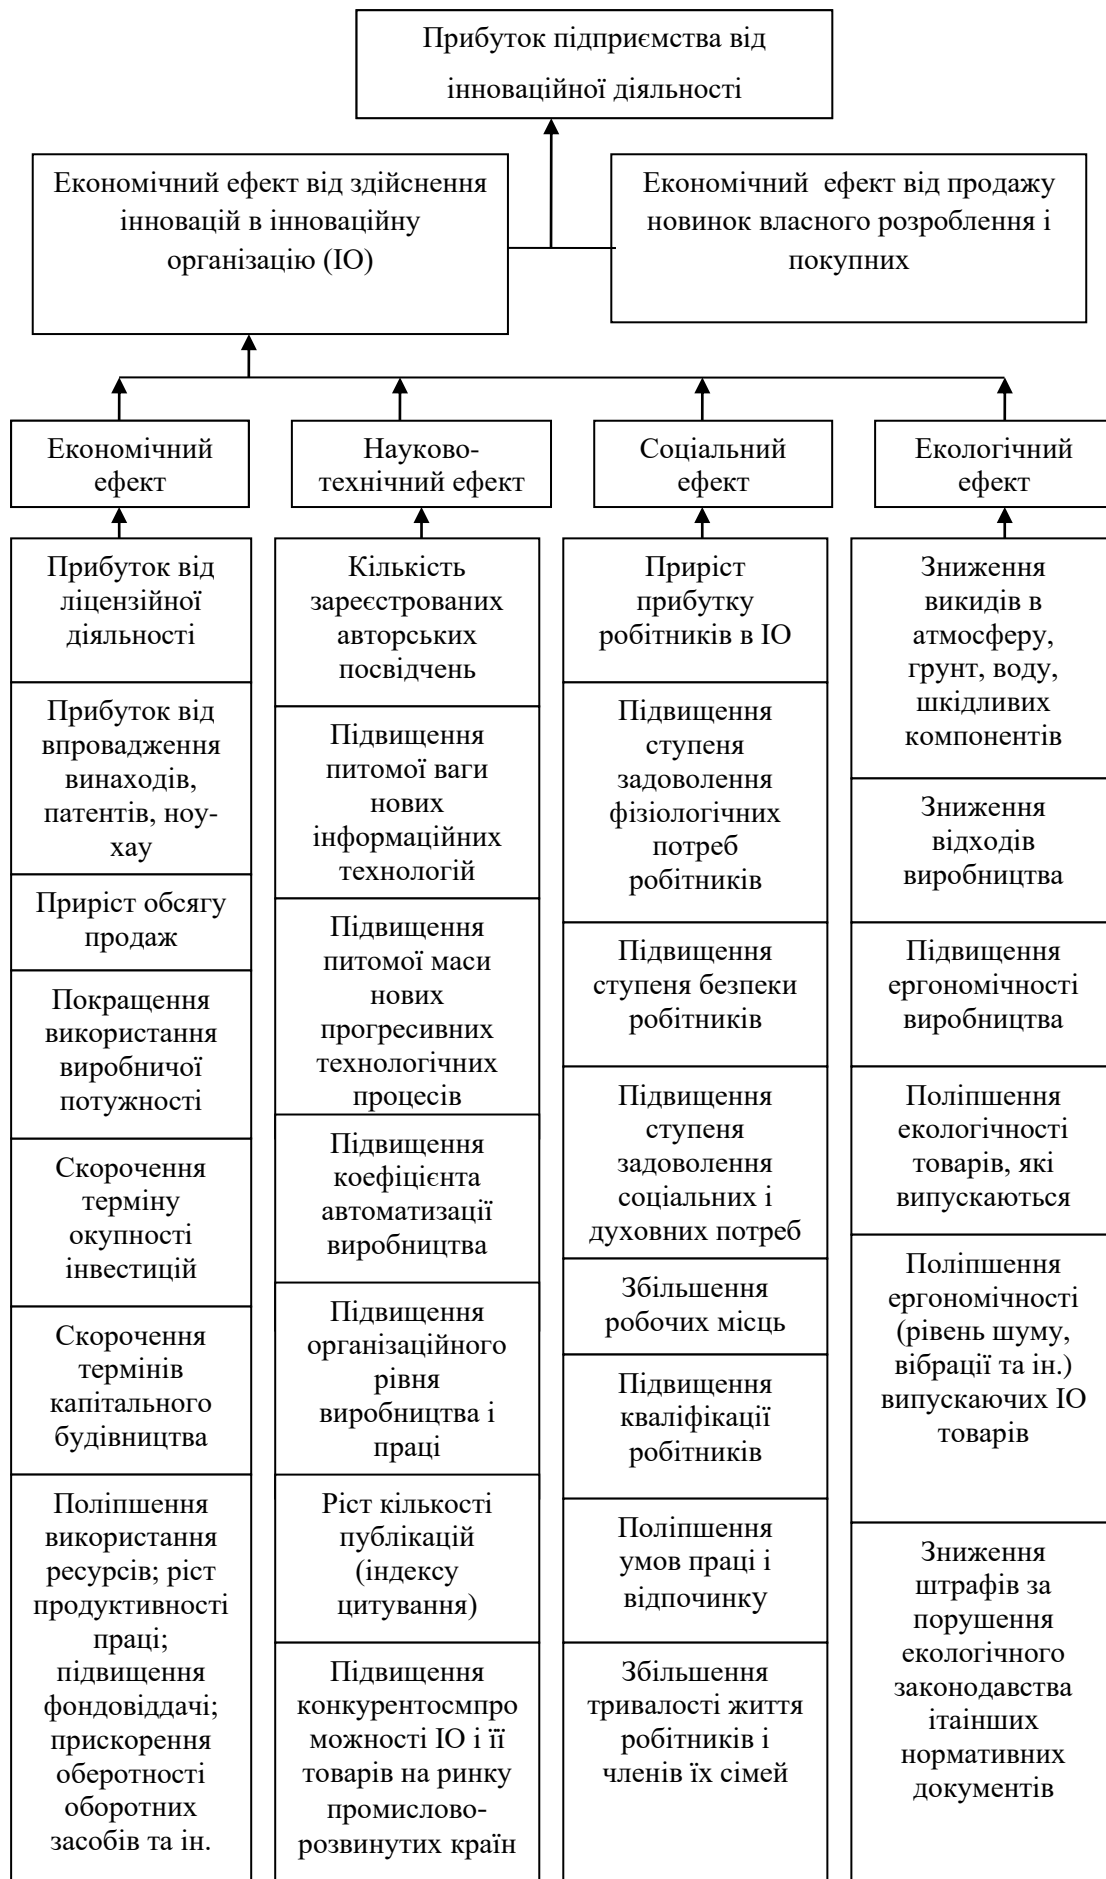 Прибуток підприємства від
інноваційної діяльності
Економічний ефект від здійснення
інновацій в інноваційну
організацію (ІО)
Економічний ефект від продажу
новинок власного розроблення і
покупних
Економічний
ефект
Науково-
технічний ефект
Соціальний
ефект
Екологічний
ефект
Прибуток від
ліцензійної
діяльності
Прибуток від
впровадження
винаходів,
патентів, ноу-
хау
Приріст обсягу
продаж
Покращення
використання
виробничої
потужності
Скорочення
терміну
окупності
інвестицій
Скорочення
термінів
капітального
будівництва
Поліпшення
використання
ресурсів; ріст
продуктивності
праці;
підвищення
фондовіддачі;
прискорення
оберотності
оборотних
засобів та ін.
Кількість
зареєстрованих
авторських
посвідчень
Підвищення
питомої ваги
нових
інформаційних
технологій
Підвищення
питомої маси
нових
прогресивних
технологічних
процесів
Підвищення
коефіцієнта
автоматизації
виробництва
Підвищення
організаційного
рівня
виробництва і
праці
Ріст кількості
публікацій
(індексу
цитування)
Підвищення
конкурентосмпро
можності ІО і її
товарів на ринку
промислово-
розвинутих країн
Приріст
прибутку
робітників в ІО
Підвищення
ступеня
задоволення
фізіологічних
потреб
робітників
Підвищення
ступеня безпеки
робітників
Підвищення
ступеня
задоволення
соціальних і
духовних потреб
Збільшення
робочих місць
Підвищення
кваліфікації
робітників
Поліпшення
умов праці і
відпочинку
Збільшення
тривалості життя
робітників і
членів їх сімей
Зниження
викидів в
атмосферу,
грунт, воду,
шкідливих
компонентів
Зниження
відходів
виробництва
Підвищення
ергономічності
виробництва
Поліпшення
екологічності
товарів, які
випускаються
Поліпшення
ергономічності
(рівень шуму,
вібрації та ін.)
випускаючих ІО
товарів
Зниження
штрафів за
порушення
екологічного
законодавства
ітаінших
нормативних
документів